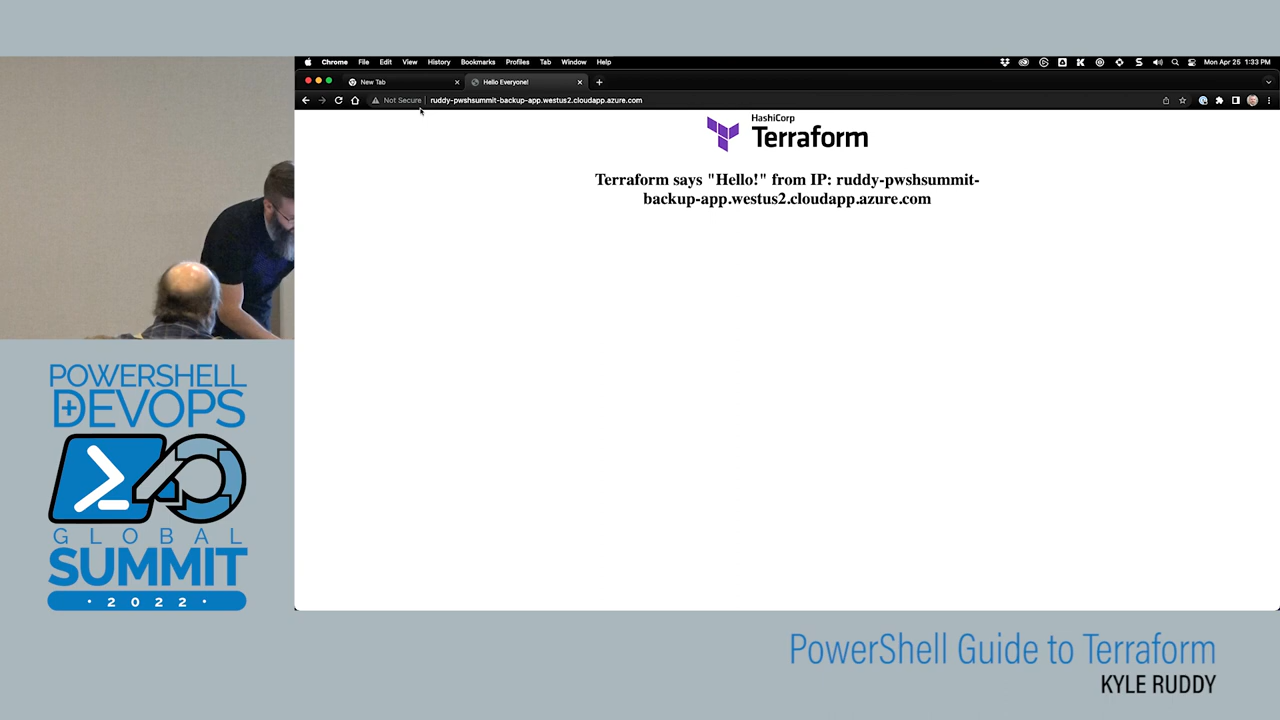 Chrome File Edit View History Bookmarks Profiles Tab Window Help
Mon Apr 25 1:33 PM
New Tab
Hello Everyone!
Not Secure
ruddy-pwshsummit-backup-app.westus2.cloudapp.azure.com
HashiCorp
Terraform
Terraform says "Hello!" from IP: ruddy-pwshsummit-
backup-app.westus2.cloudapp.azure.com
POWERSHELL
+DEVOPS
GLOBAL
SUMMIT
· 2022 ·
PowerShell Guide to Terraform
KYLE RUDDY